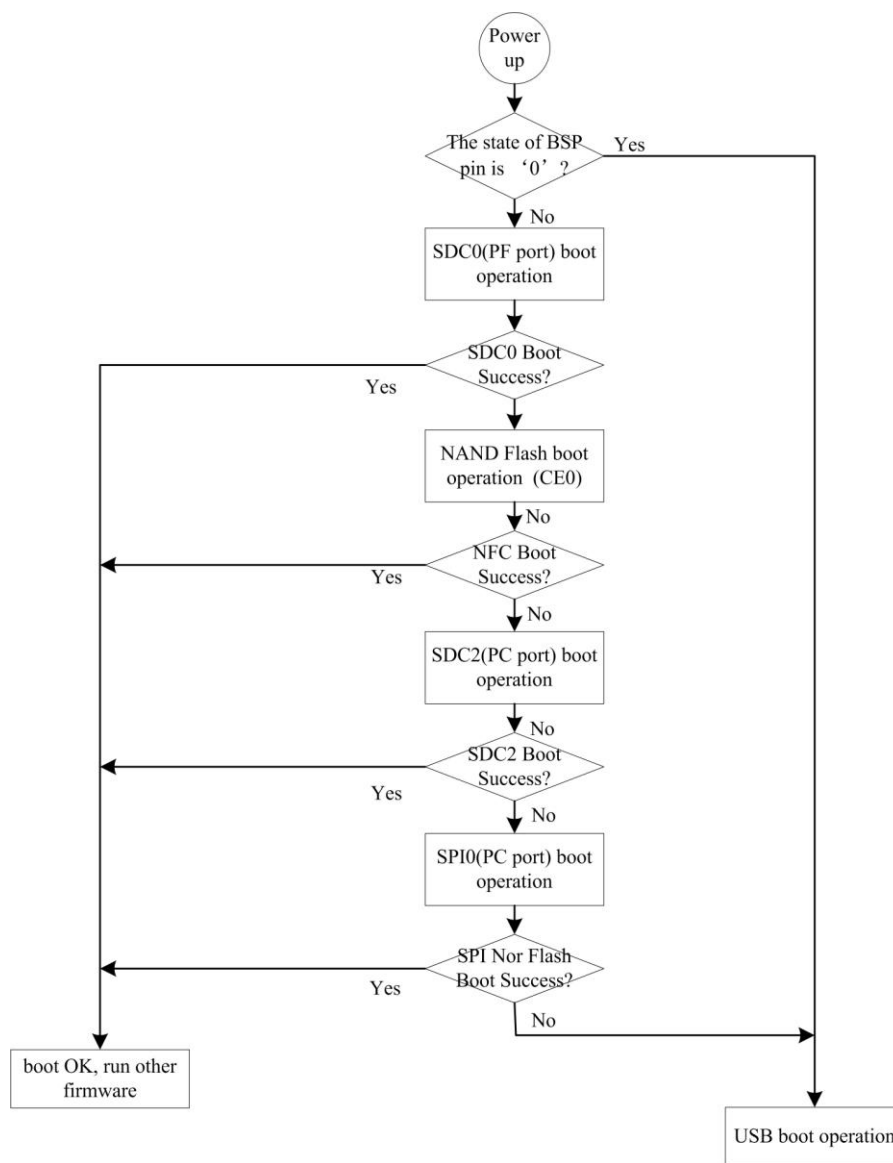 Power
up
The state of BSP
pin is ‘0’?
Yes
No
SDC0(PF port) boot
operation
SDC0 Boot
Success?
Yes
NAND Flash boot
operation (CE0)
No
NFC Boot
Success?
Yes
No
SDC2(PC port) boot
operation
No
SDC2 Boot
Success?
Yes
No
SPI0(PC port) boot
operation
SPI Nor Flash
Boot Success?
Yes
No
boot OK, run other
firmware
USB boot operation